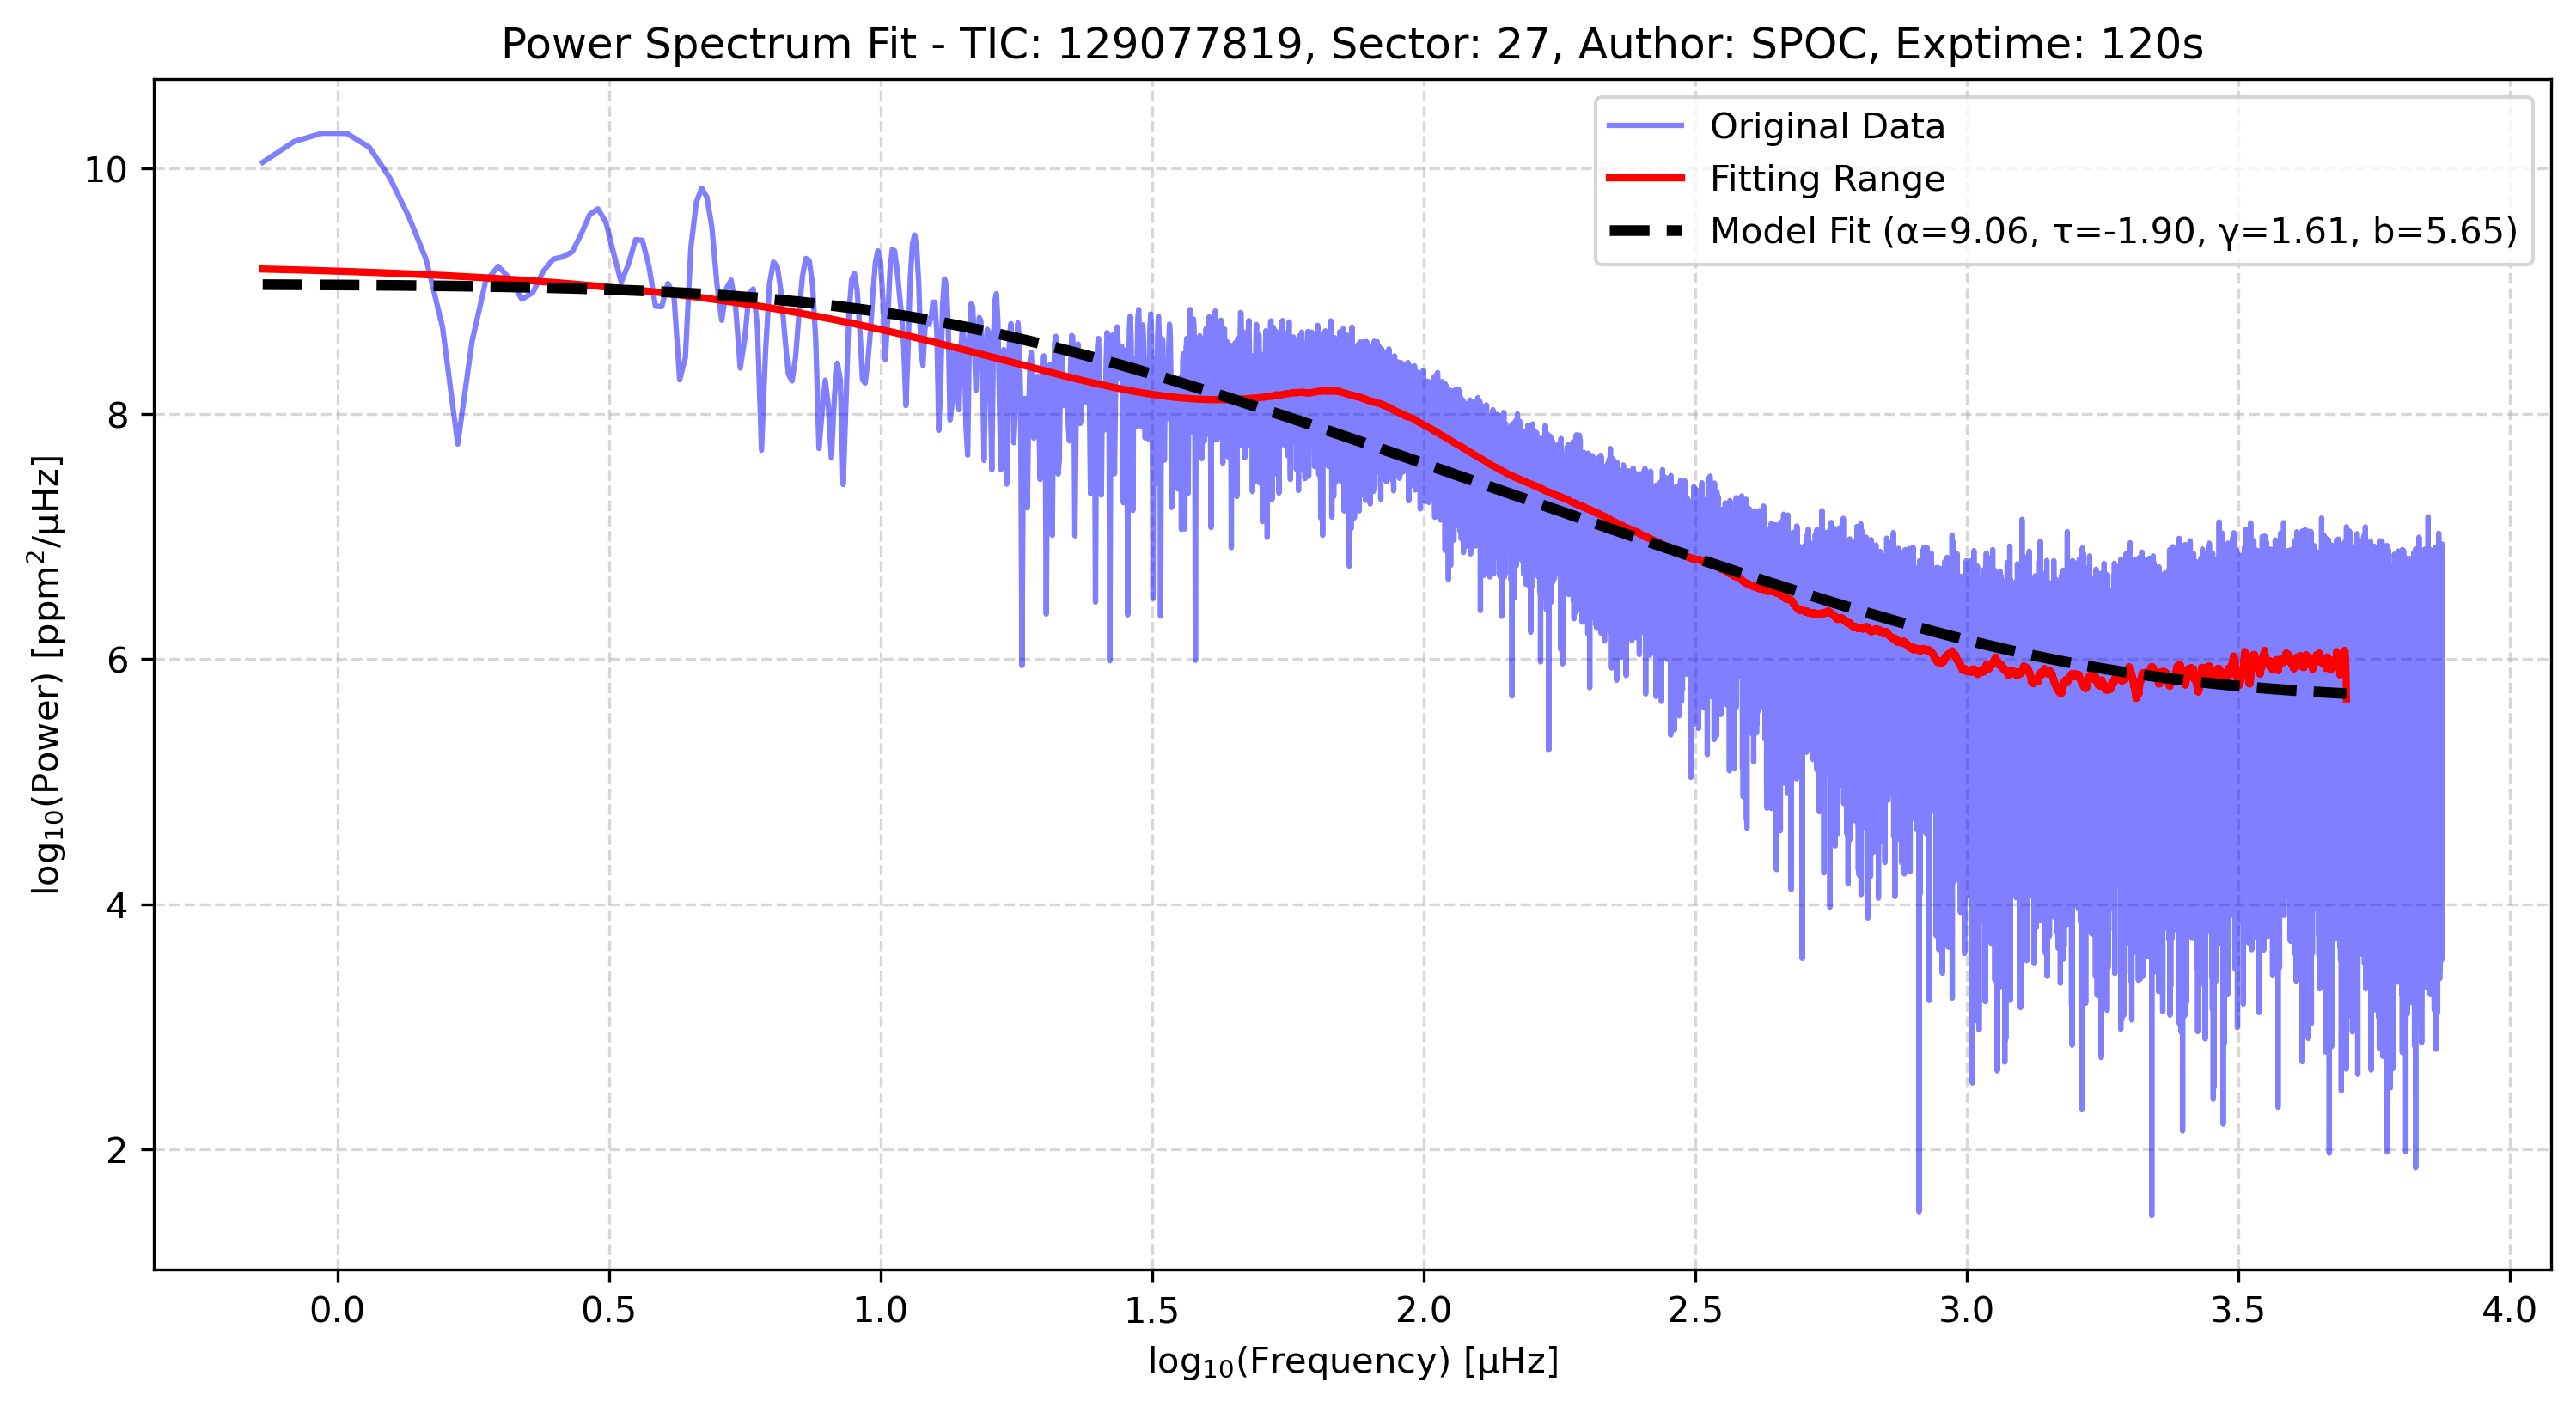 Power Spectrum Fit - TIC: 129077819, Sector: 27, Author: SPOC, Exptime: 120s
Original Data
Fitting Range
Model Fit (α=9.06, τ=-1.90, γ=1.61, b=5.65)
log₁₀(Power) [ppm²/μHz]
10
8
6
4
2
0.0 0.5 1.0 1.5 2.0 2.5 3.0 3.5 4.0
log₁₀(Frequency) [μHz]